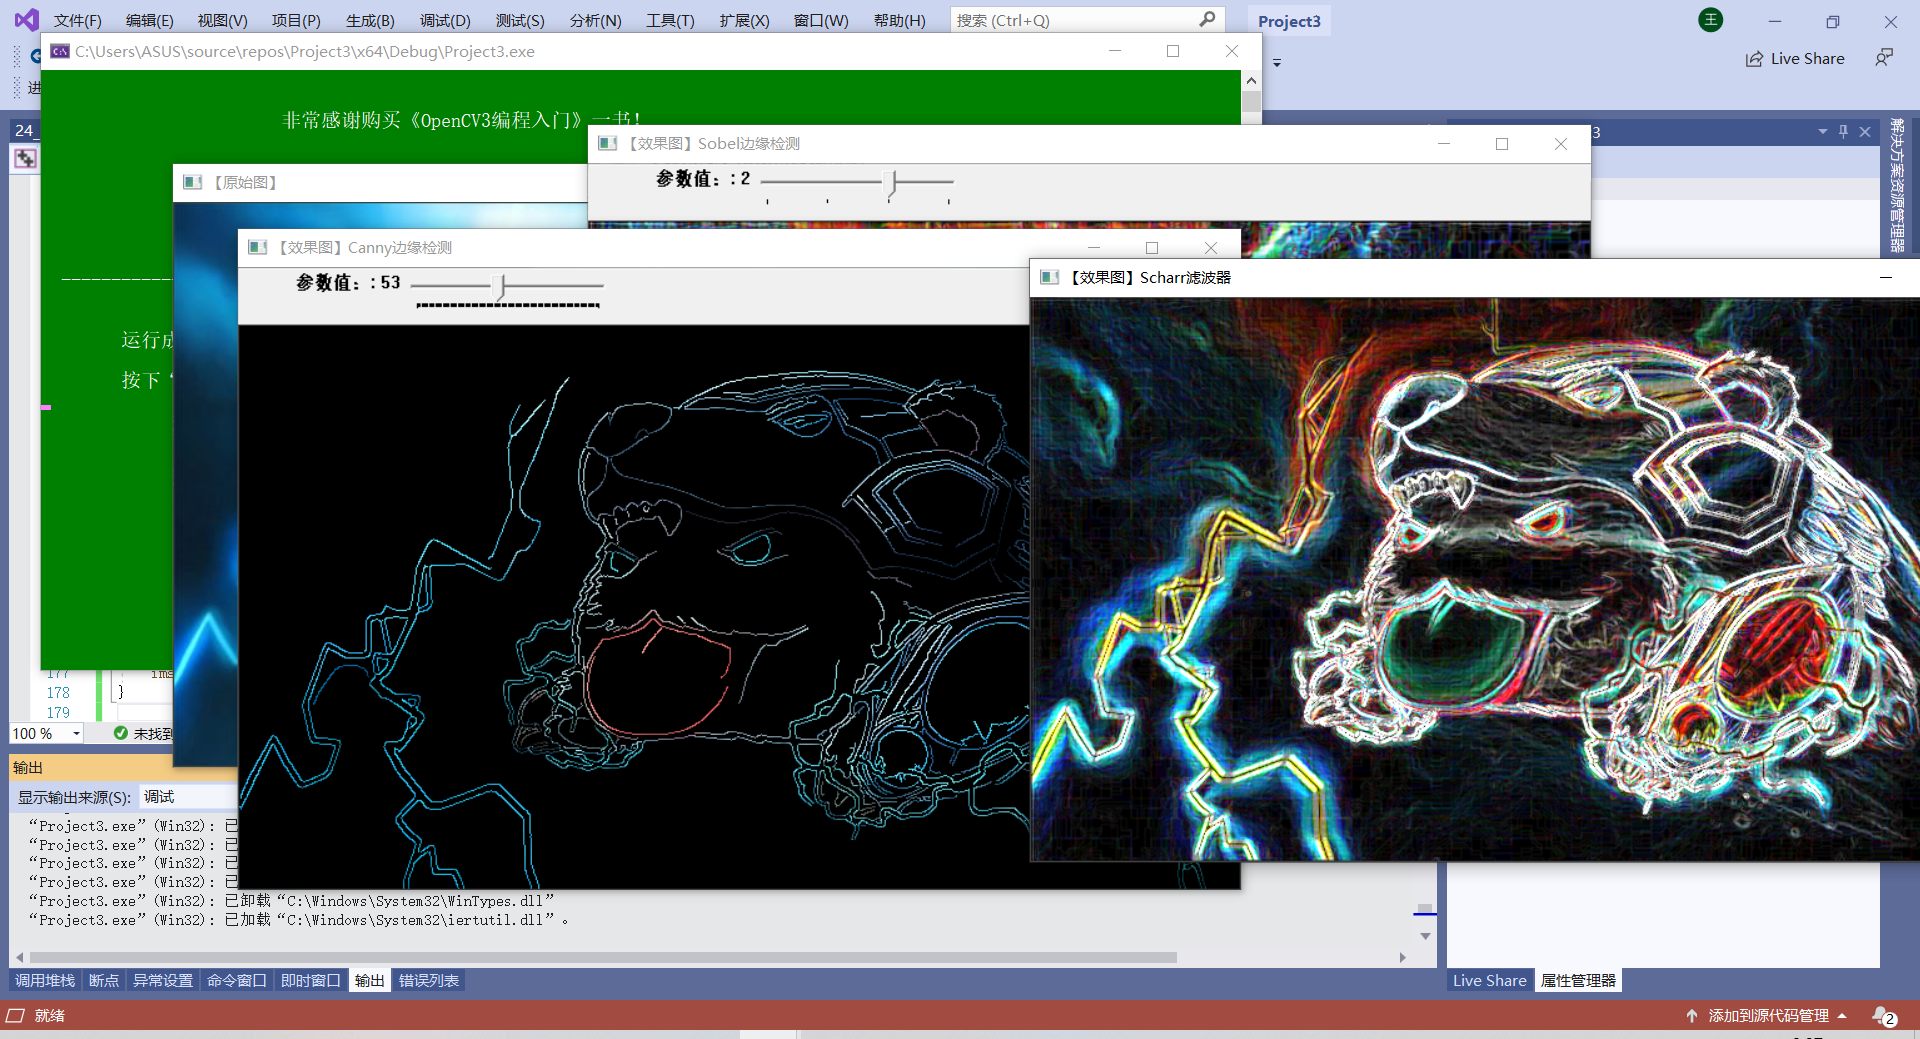 文件(F) 编辑(E) 视图(V) 项目(P) 生成(B) 调试(D) 测试(S) 分析(N) 工具(T) 扩展(X) 窗口(W) 帮助(H) 搜索 (Ctrl+Q) Project3 王
C:\Users\ASUS\source\repos\Project3\x64\Debug\Project3.exe
Live Share
进
非常感谢购买《OpenCV3编程入门》一书!
24_
3
解决方案资源管理器
【效果图】Sobel边缘检测
参数值：: 2
【原始图】
【效果图】Canny边缘检测
参数值：: 53
【效果图】Scharr滤波器
运行成
按下“
177 ims
178 }
179
100 % 未找到
输出
显示输出来源(S): 调试
“Project3.exe” (Win32): 已
“Project3.exe” (Win32): 已
“Project3.exe” (Win32): 已
“Project3.exe” (Win32): 已
“Project3.exe” (Win32): 已卸载“C:\Windows\System32\WinTypes.dll”
“Project3.exe” (Win32): 已加载“C:\Windows\System32\iertutil.dll”。
调用堆栈 断点 异常设置 命令窗口 即时窗口 输出 错误列表 Live Share 属性管理器
就绪 添加到源代码管理 2